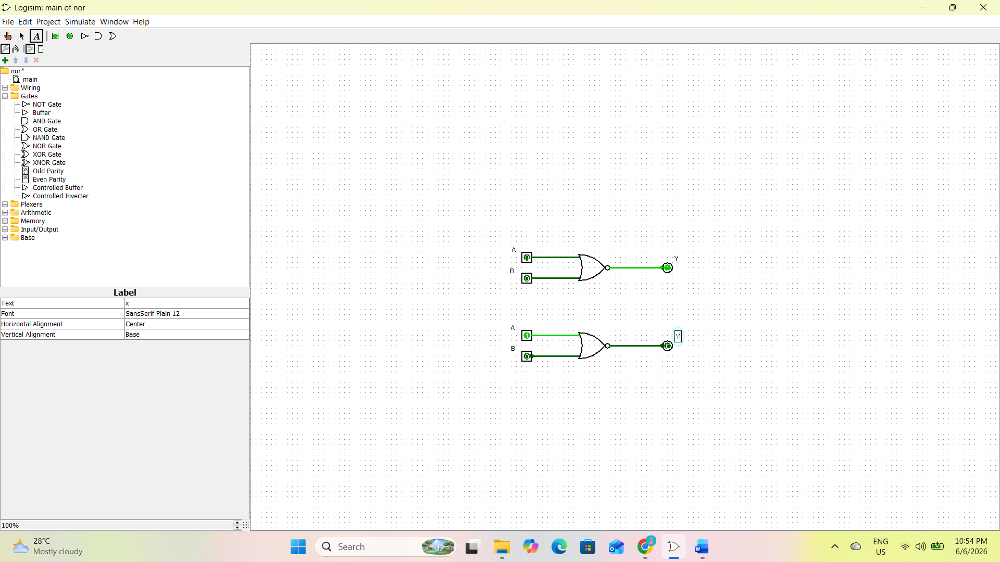 Logisim: main of nor
File Edit Project Simulate Window Help
A
nor*
main
Wiring
Gates
NOT Gate
Buffer
AND Gate
OR Gate
NAND Gate
NOR Gate
XOR Gate
XNOR Gate
2k
+1
Odd Parity
2k
Even Parity
Controlled Buffer
Controlled Inverter
Plexers
Arithmetic
Memory
Input/Output
Base
Label
Text x
Font SansSerif Plain 12
Horizontal Alignment Center
Vertical Alignment Base
100%
A
0
Y
1
B
0
A
1
Y
0
B
0
28°C
Mostly cloudy
Search
ENG
US
10:54 PM
6/6/2026